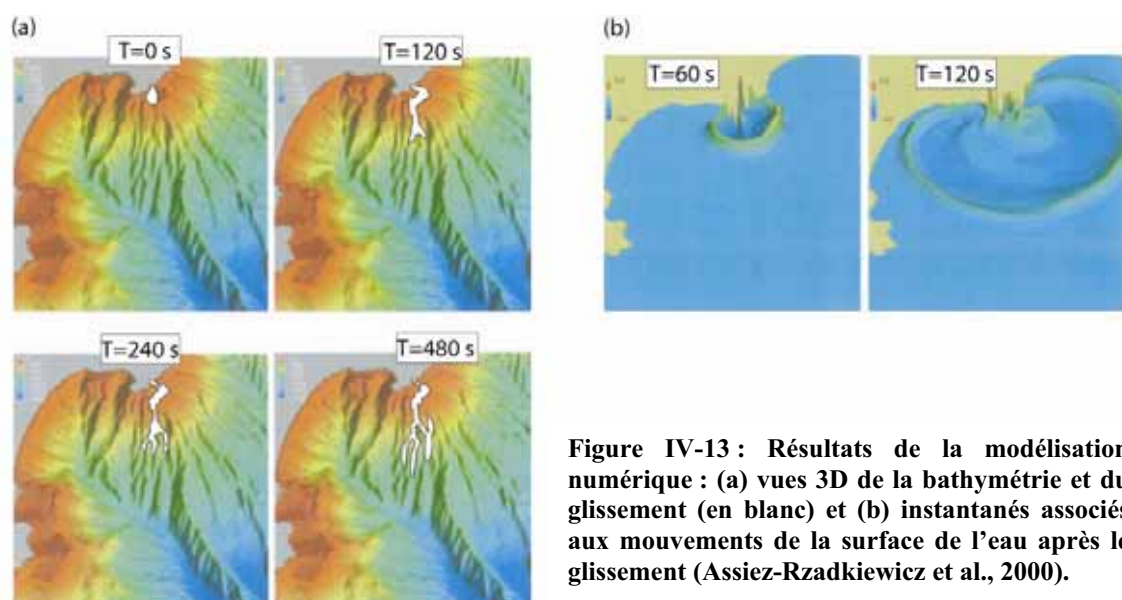 (a)
T=0 s
T=120 s
(b)
T=60 s
T=120 s
T=240 s
T=480 s
Figure IV-13 : Résultats de la modélisation
numérique : (a) vues 3D de la bathymétrie et du
glissement (en blanc) et (b) instantanés associés
aux mouvements de la surface de l’eau après le
glissement (Assiez-Rzadkiewicz et al., 2000).